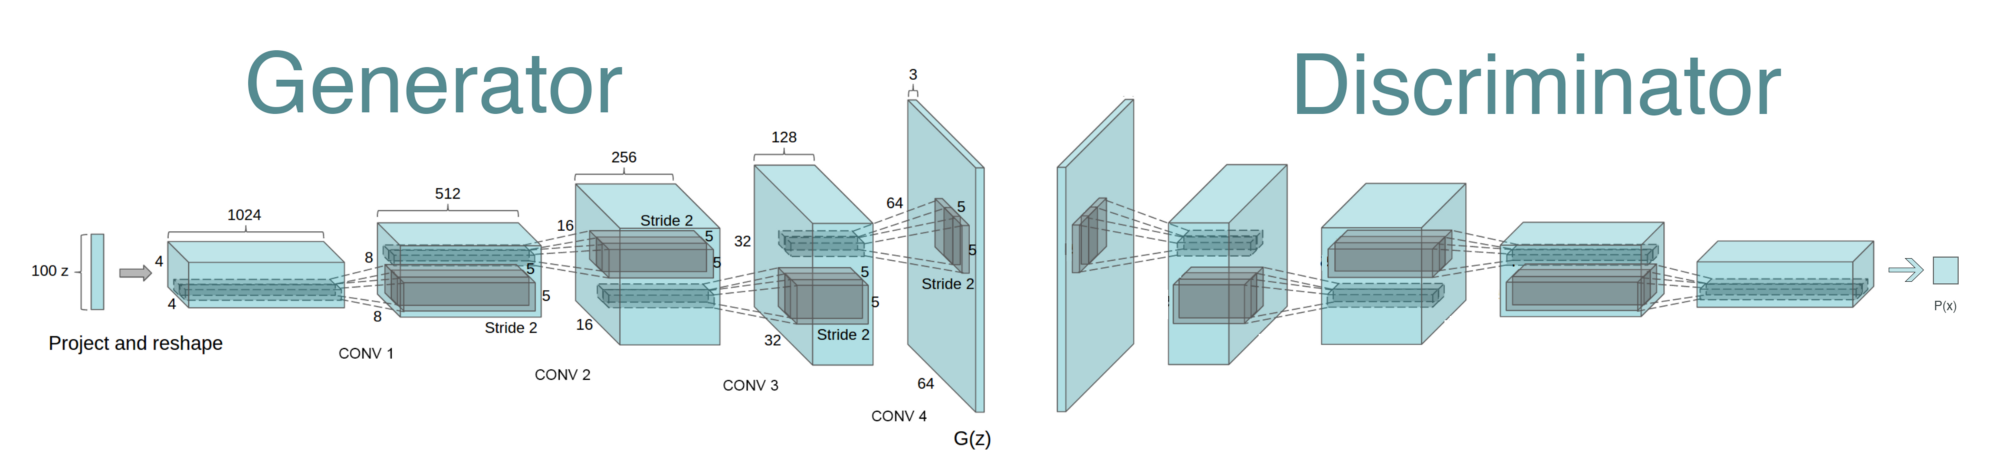 Generator
Discriminator
100 z
Project and reshape
1024
4
4
512
8
8
5
5
Stride 2
CONV 1
256
16
16
Stride 2
5
5
CONV 2
128
32
32
5
5
Stride 2
CONV 3
3
64
64
5
5
Stride 2
CONV 4
G(z)
P(x)